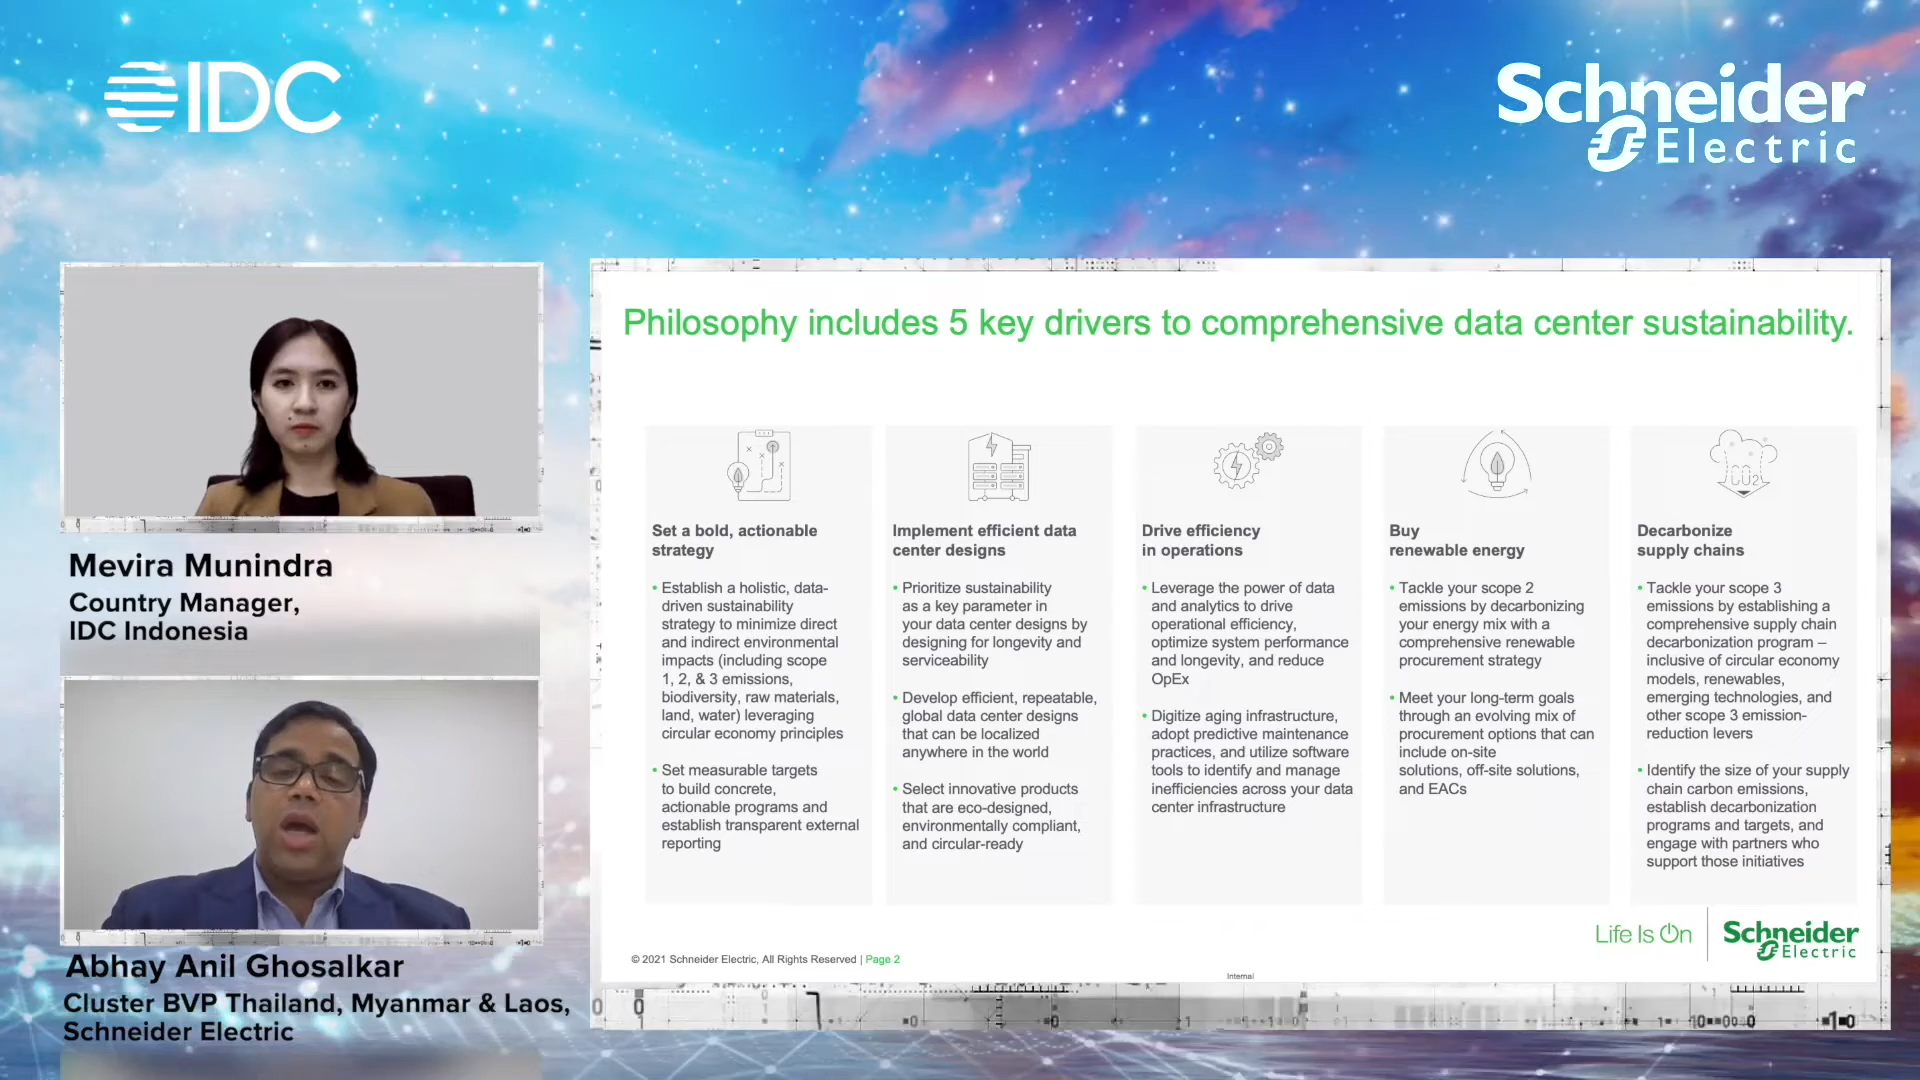 IDC
Schneider
Electric
Mevira Munindra
Country Manager,
IDC Indonesia
Abhay Anil Ghosalkar
Cluster BVP Thailand, Myanmar & Laos,
Schneider Electric
Philosophy includes 5 key drivers to comprehensive data center sustainability.
Set a bold, actionable
strategy
• Establish a holistic, data-
driven sustainability
strategy to minimize direct
and indirect environmental
impacts (including scope
1, 2, & 3 emissions,
biodiversity, raw materials,
land, water) leveraging
circular economy principles
• Set measurable targets
to build concrete,
actionable programs and
establish transparent external
reporting
Implement efficient data
center designs
• Prioritize sustainability
as a key parameter in
your data center designs by
designing for longevity and
serviceability
• Develop efficient, repeatable,
global data center designs
that can be localized
anywhere in the world
• Select innovative products
that are eco-designed,
environmentally compliant,
and circular-ready
Drive efficiency
in operations
• Leverage the power of data
and analytics to drive
operational efficiency,
optimize system performance
and longevity, and reduce
OpEx
• Digitize aging infrastructure,
adopt predictive maintenance
practices, and utilize software
tools to identify and manage
inefficiencies across your data
center infrastructure
Buy
renewable energy
• Tackle your scope 2
emissions by decarbonizing
your energy mix with a
comprehensive renewable
procurement strategy
• Meet your long-term goals
through an evolving mix of
procurement options that can
include on-site
solutions, off-site solutions,
and EACs
CO2
Decarbonize
supply chains
• Tackle your scope 3
emissions by establishing a
comprehensive supply chain
decarbonization program –
inclusive of circular economy
models, renewables,
emerging technologies, and
other scope 3 emission-
reduction levers
• Identify the size of your supply
chain carbon emissions,
establish decarbonization
programs and targets, and
engage with partners who
support those initiatives
Life Is On
Schneider
Electric
© 2021 Schneider Electric, All Rights Reserved | Page 2
Internal